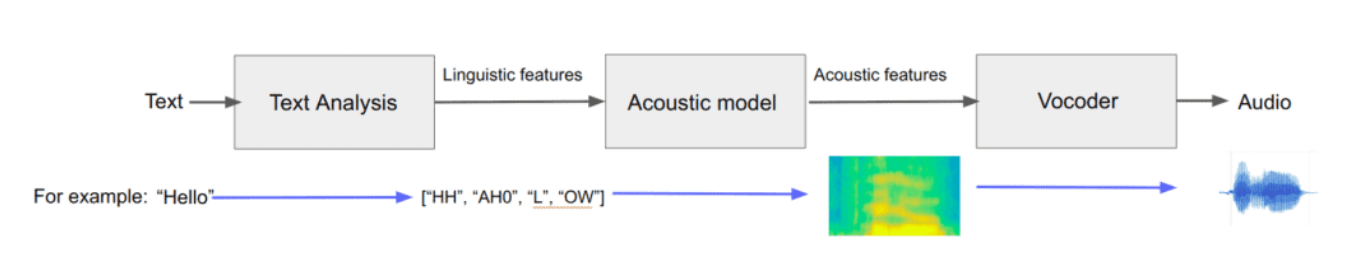 Linguistic features Acoustic features
Text Text Analysis Acoustic model Vocoder Audio
For example: “Hello” [“HH”, “AH0”, “L”, “OW”]